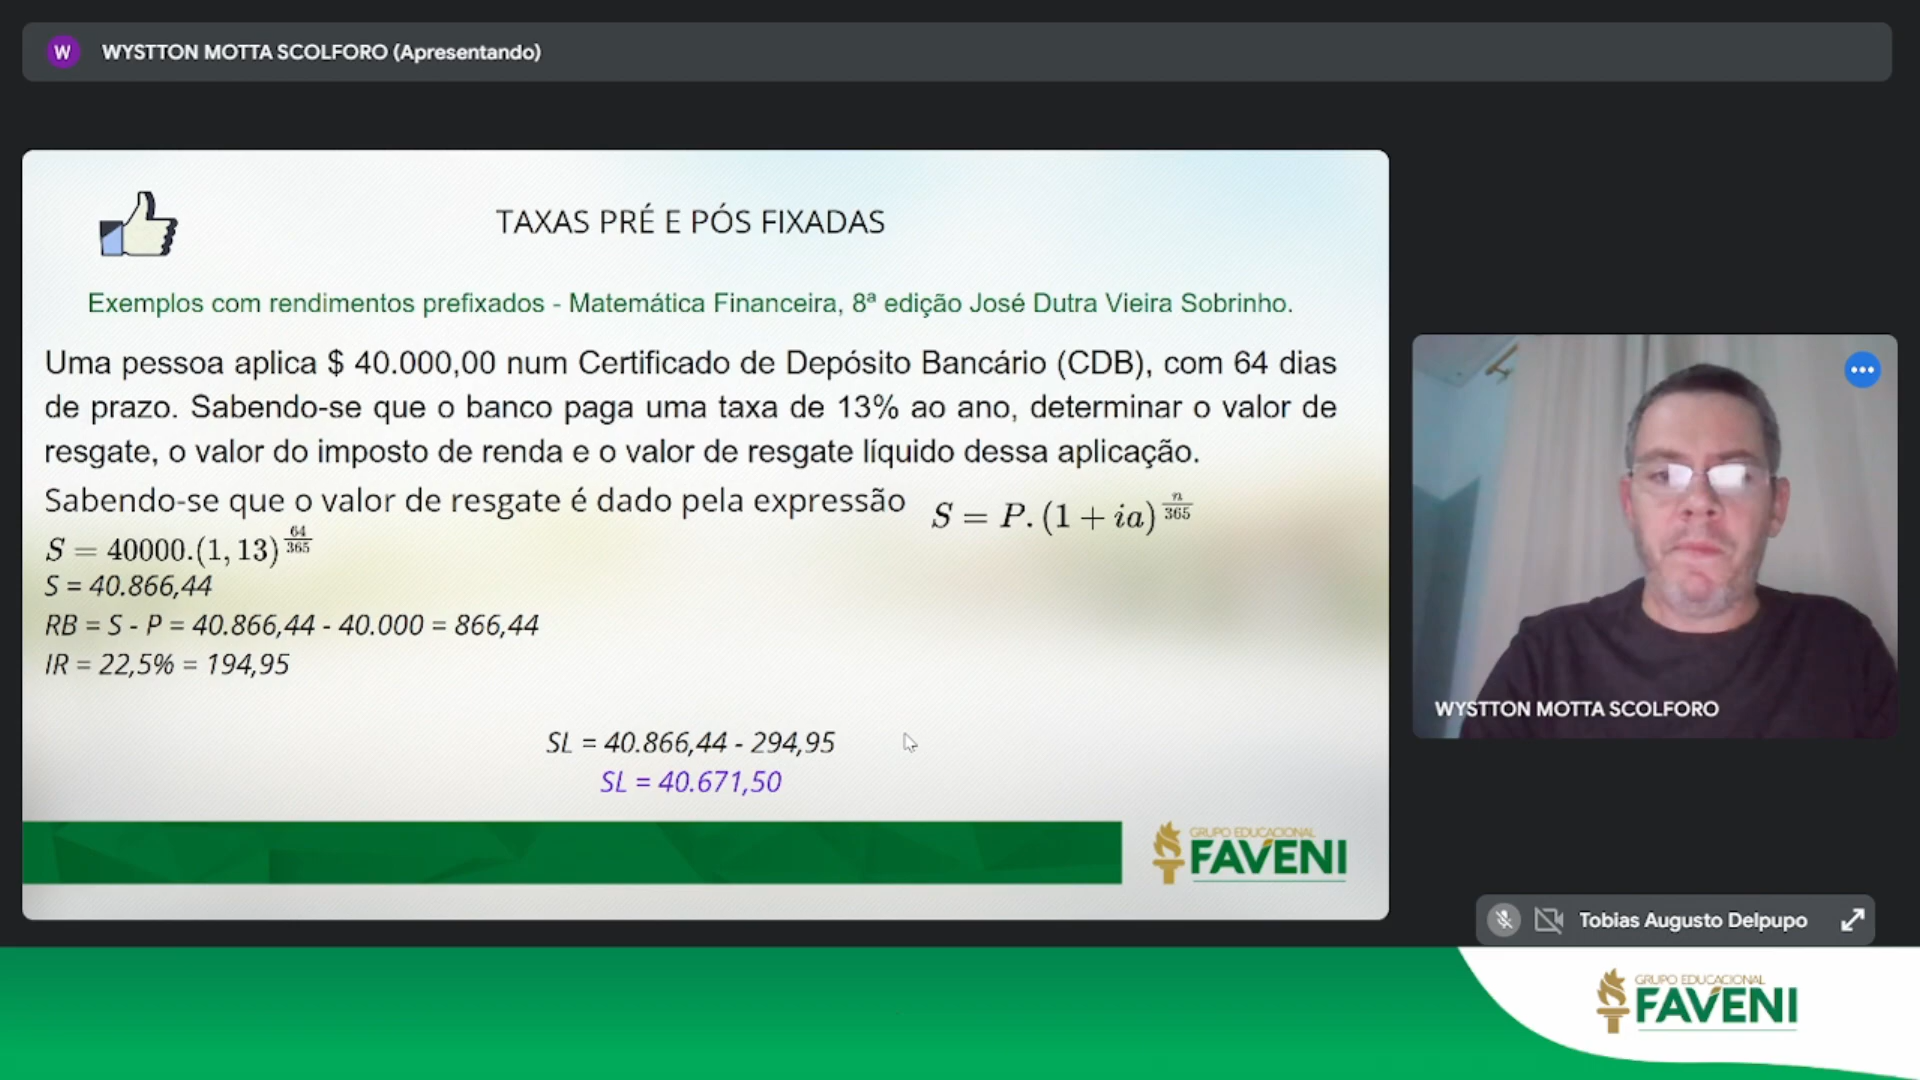 W WYSTTON MOTTA SCOLFORO (Apresentando)
TAXAS PRÉ E PÓS FIXADAS
Exemplos com rendimentos prefixados - Matemática Financeira, 8ª edição José Dutra Vieira Sobrinho.
Uma pessoa aplica $ 40.000,00 num Certificado de Depósito Bancário (CDB), com 64 dias
de prazo. Sabendo-se que o banco paga uma taxa de 13% ao ano, determinar o valor de
resgate, o valor do imposto de renda e o valor de resgate líquido dessa aplicação.
Sabendo-se que o valor de resgate é dado pela expressão S = P. (1 + ia)^(n/365)
S = 40000.(1, 13)^(64/365)
S = 40.866,44
RB = S - P = 40.866,44 - 40.000 = 866,44
IR = 22,5% = 194,95
SL = 40.866,44 - 294,95
SL = 40.671,50
GRUPO EDUCACIONAL
FAVENI
WYSTTON MOTTA SCOLFORO
Tobias Augusto Delpupo
GRUPO EDUCACIONAL
FAVENI